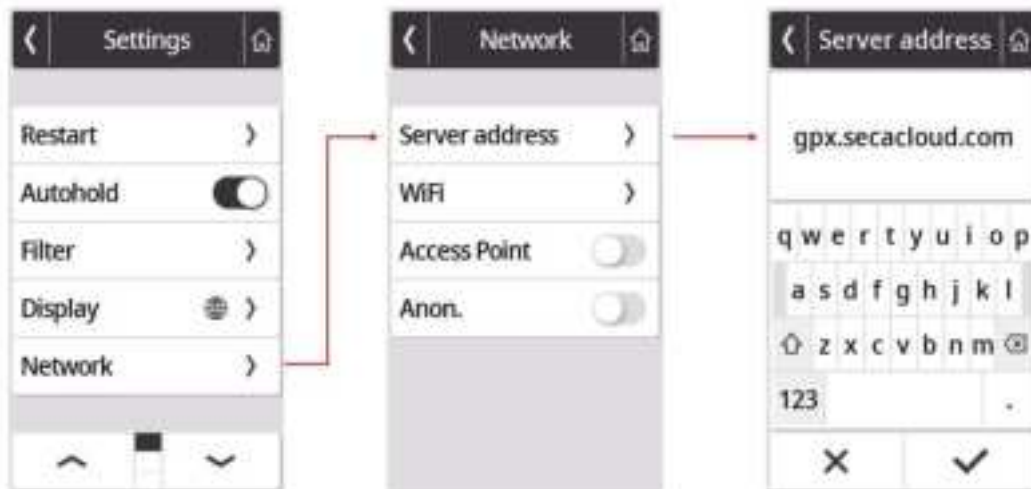 Settings
Restart
Autohold
Filter
Display
Network
Network
Server address
WiFi
Access Point
Anon.
Server address
gpx.secacloud.com
q w e r t y u i o p
a s d f g h j k l
z x c v b n m
123 .